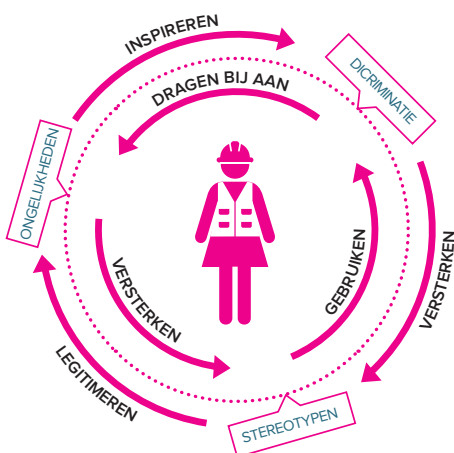 INSPIREREN
DRAGEN BIJ AAN
DICRIMINATIE
ONGELIJKHEDEN
VERSTERKEN
GEBRUIKEN
VERSTERKEN
LEGITIMEREN
STEREOTYPEN